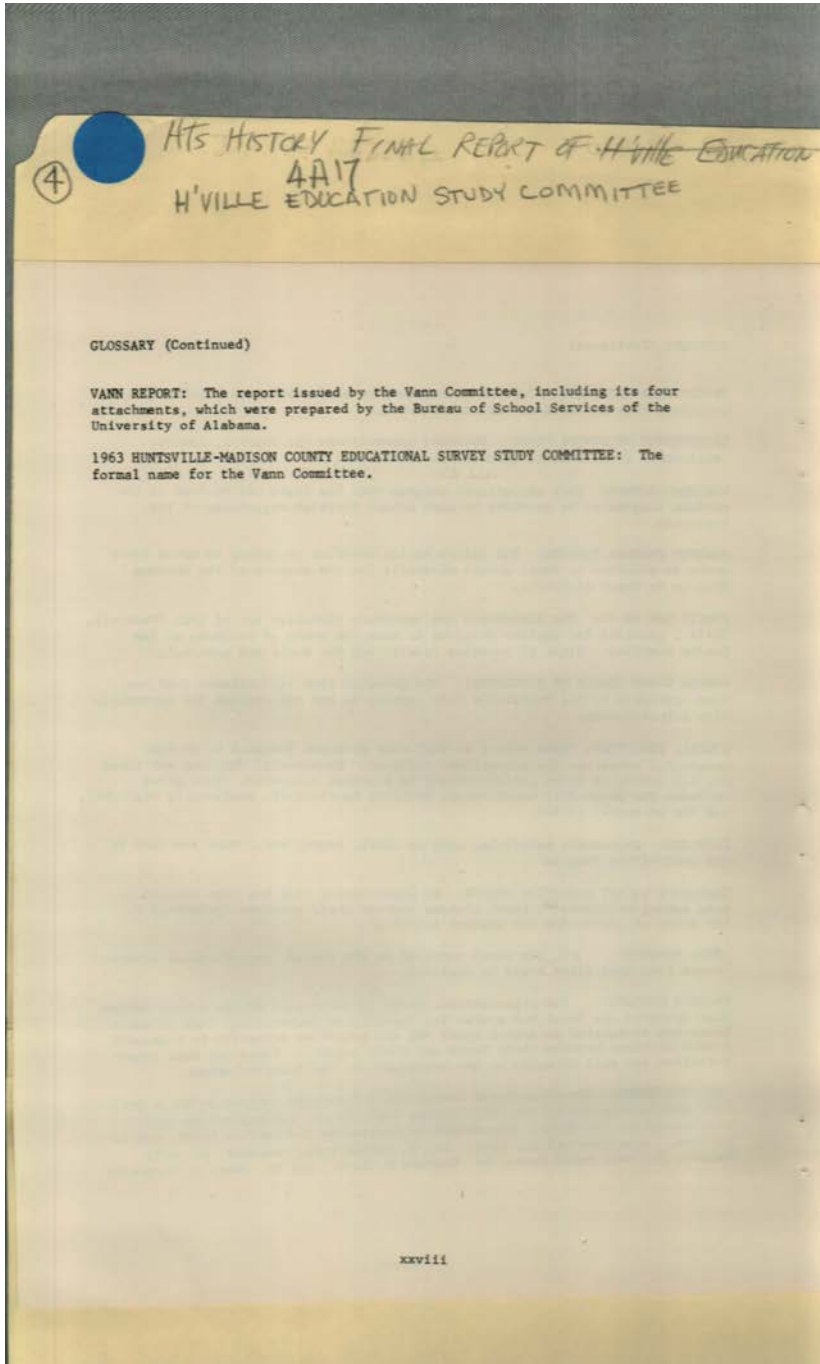 HTS HISTORY FINAL REPORT OF H'VILLE EDUCATION
4
4A17
H'VILLE EDUCATION STUDY COMMITTEE
GLOSSARY (Continued)
VANN REPORT: The report issued by the Vann Committee, including its four
attachments, which were prepared by the Bureau of School Services of the
University of Alabama.
1963 HUNTSVILLE-MADISON COUNTY EDUCATIONAL SURVEY STUDY COMMITTEE: The
formal name for the Vann Committee.
xxviii